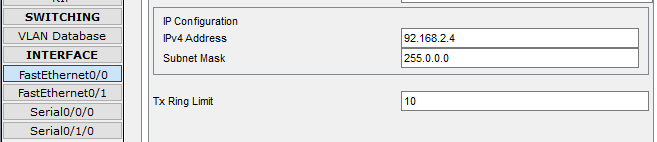 SWITCHING
VLAN Database
INTERFACE
FastEthernet0/0
FastEthernet0/1
Serial0/0/0
Serial0/1/0
IP Configuration
IPv4 Address 92.168.2.4
Subnet Mask 255.0.0.0
Tx Ring Limit 10